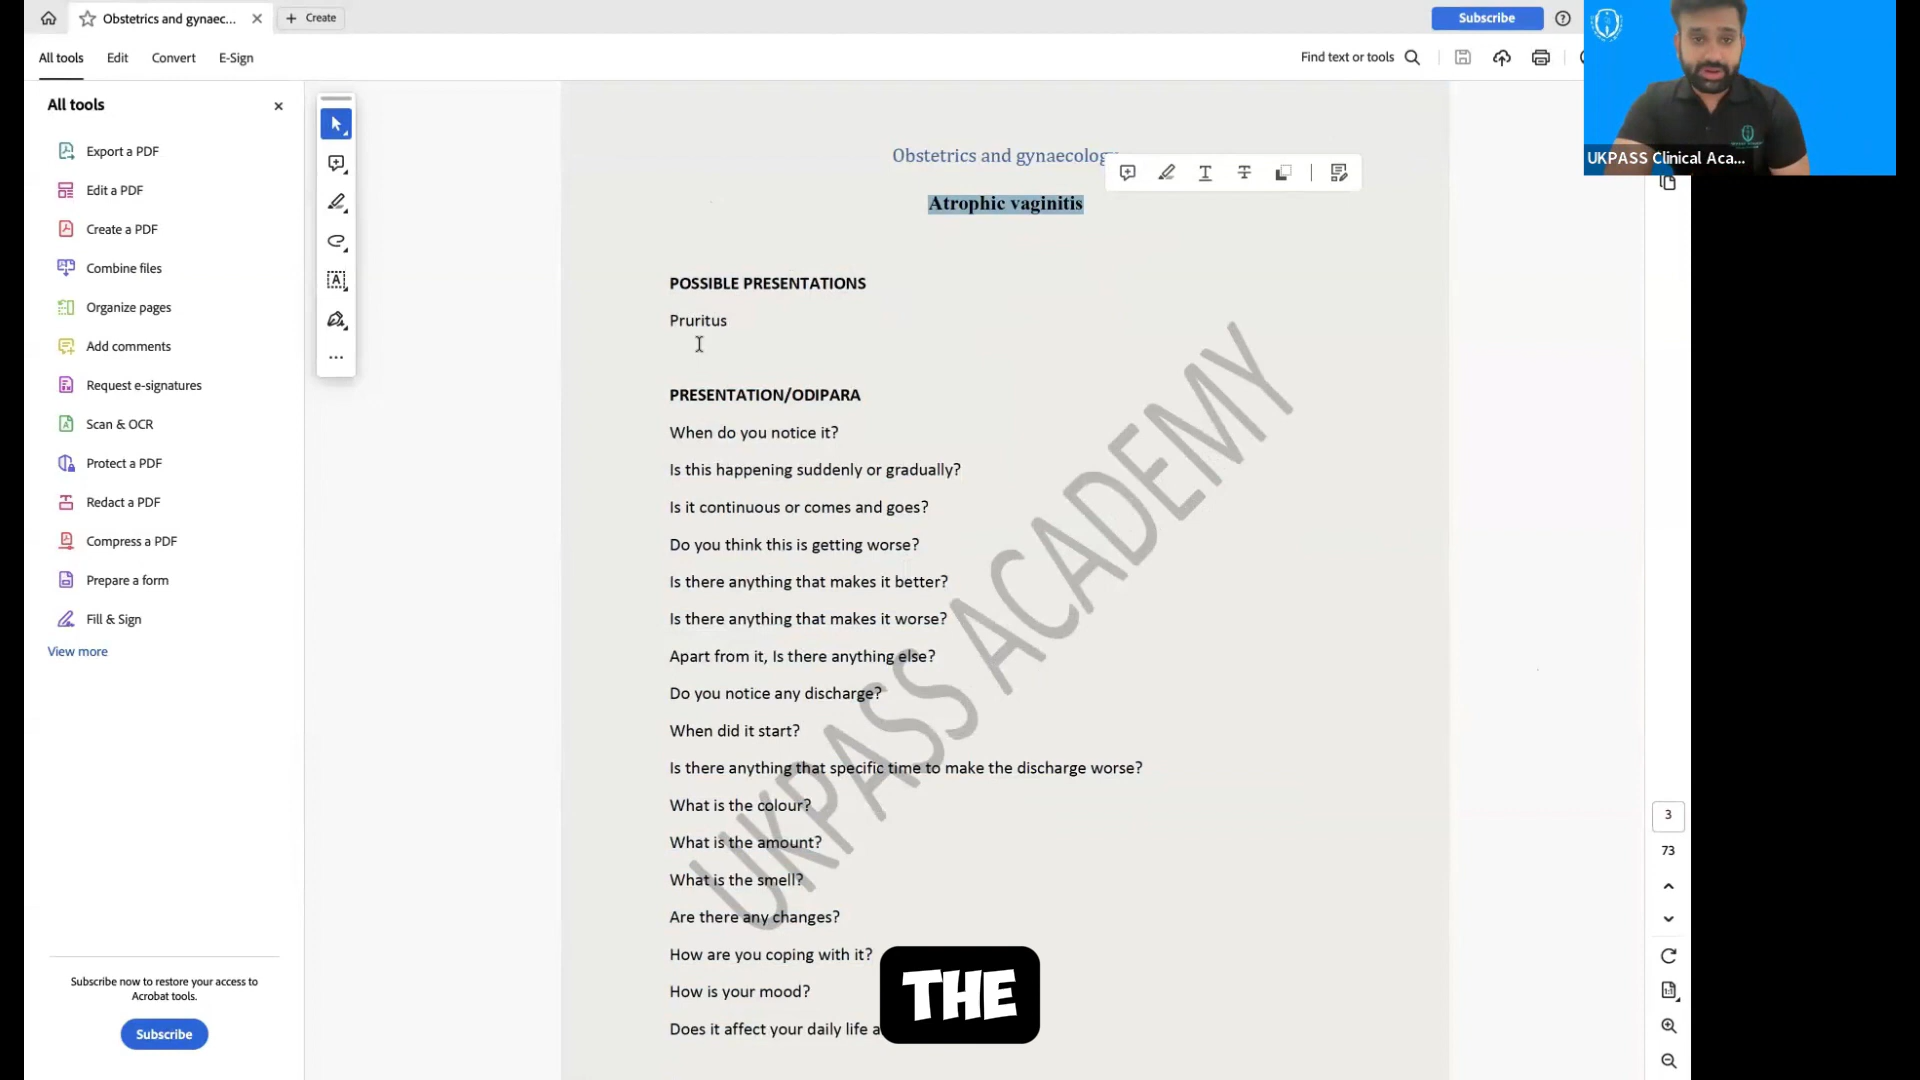 Obstetrics and gynaec...
Create
Subscribe
All tools
Edit
Convert
E-Sign
Find text or tools
All tools
Export a PDF
Edit a PDF
Create a PDF
Combine files
Organize pages
Add comments
Request e-signatures
Scan & OCR
Protect a PDF
Redact a PDF
Compress a PDF
Prepare a form
Fill & Sign
View more
Subscribe now to restore your access to
Acrobat tools.
Subscribe
Obstetrics and gynaecology
Atrophic vaginitis
POSSIBLE PRESENTATIONS
Pruritus
PRESENTATION/ODIPARA
When do you notice it?
Is this happening suddenly or gradually?
Is it continuous or comes and goes?
Do you think this is getting worse?
Is there anything that makes it better?
Is there anything that makes it worse?
Apart from it, Is there anything else?
Do you notice any discharge?
When did it start?
Is there anything that specific time to make the discharge worse?
What is the colour?
What is the amount?
What is the smell?
Are there any changes?
How are you coping with it?
How is your mood?
Does it affect your daily life a
UKPASS ACADEMY
THE
UKPASS Clinical Aca...
3
73